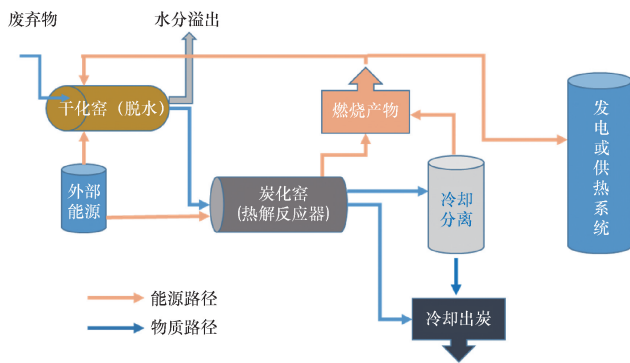 废弃物
水分溢出
干化窑（脱水）
燃烧产物
发电或供热系统
外部
能源
炭化窑
(热解反应器)
冷却
分离
冷却出炭
能源路径
物质路径